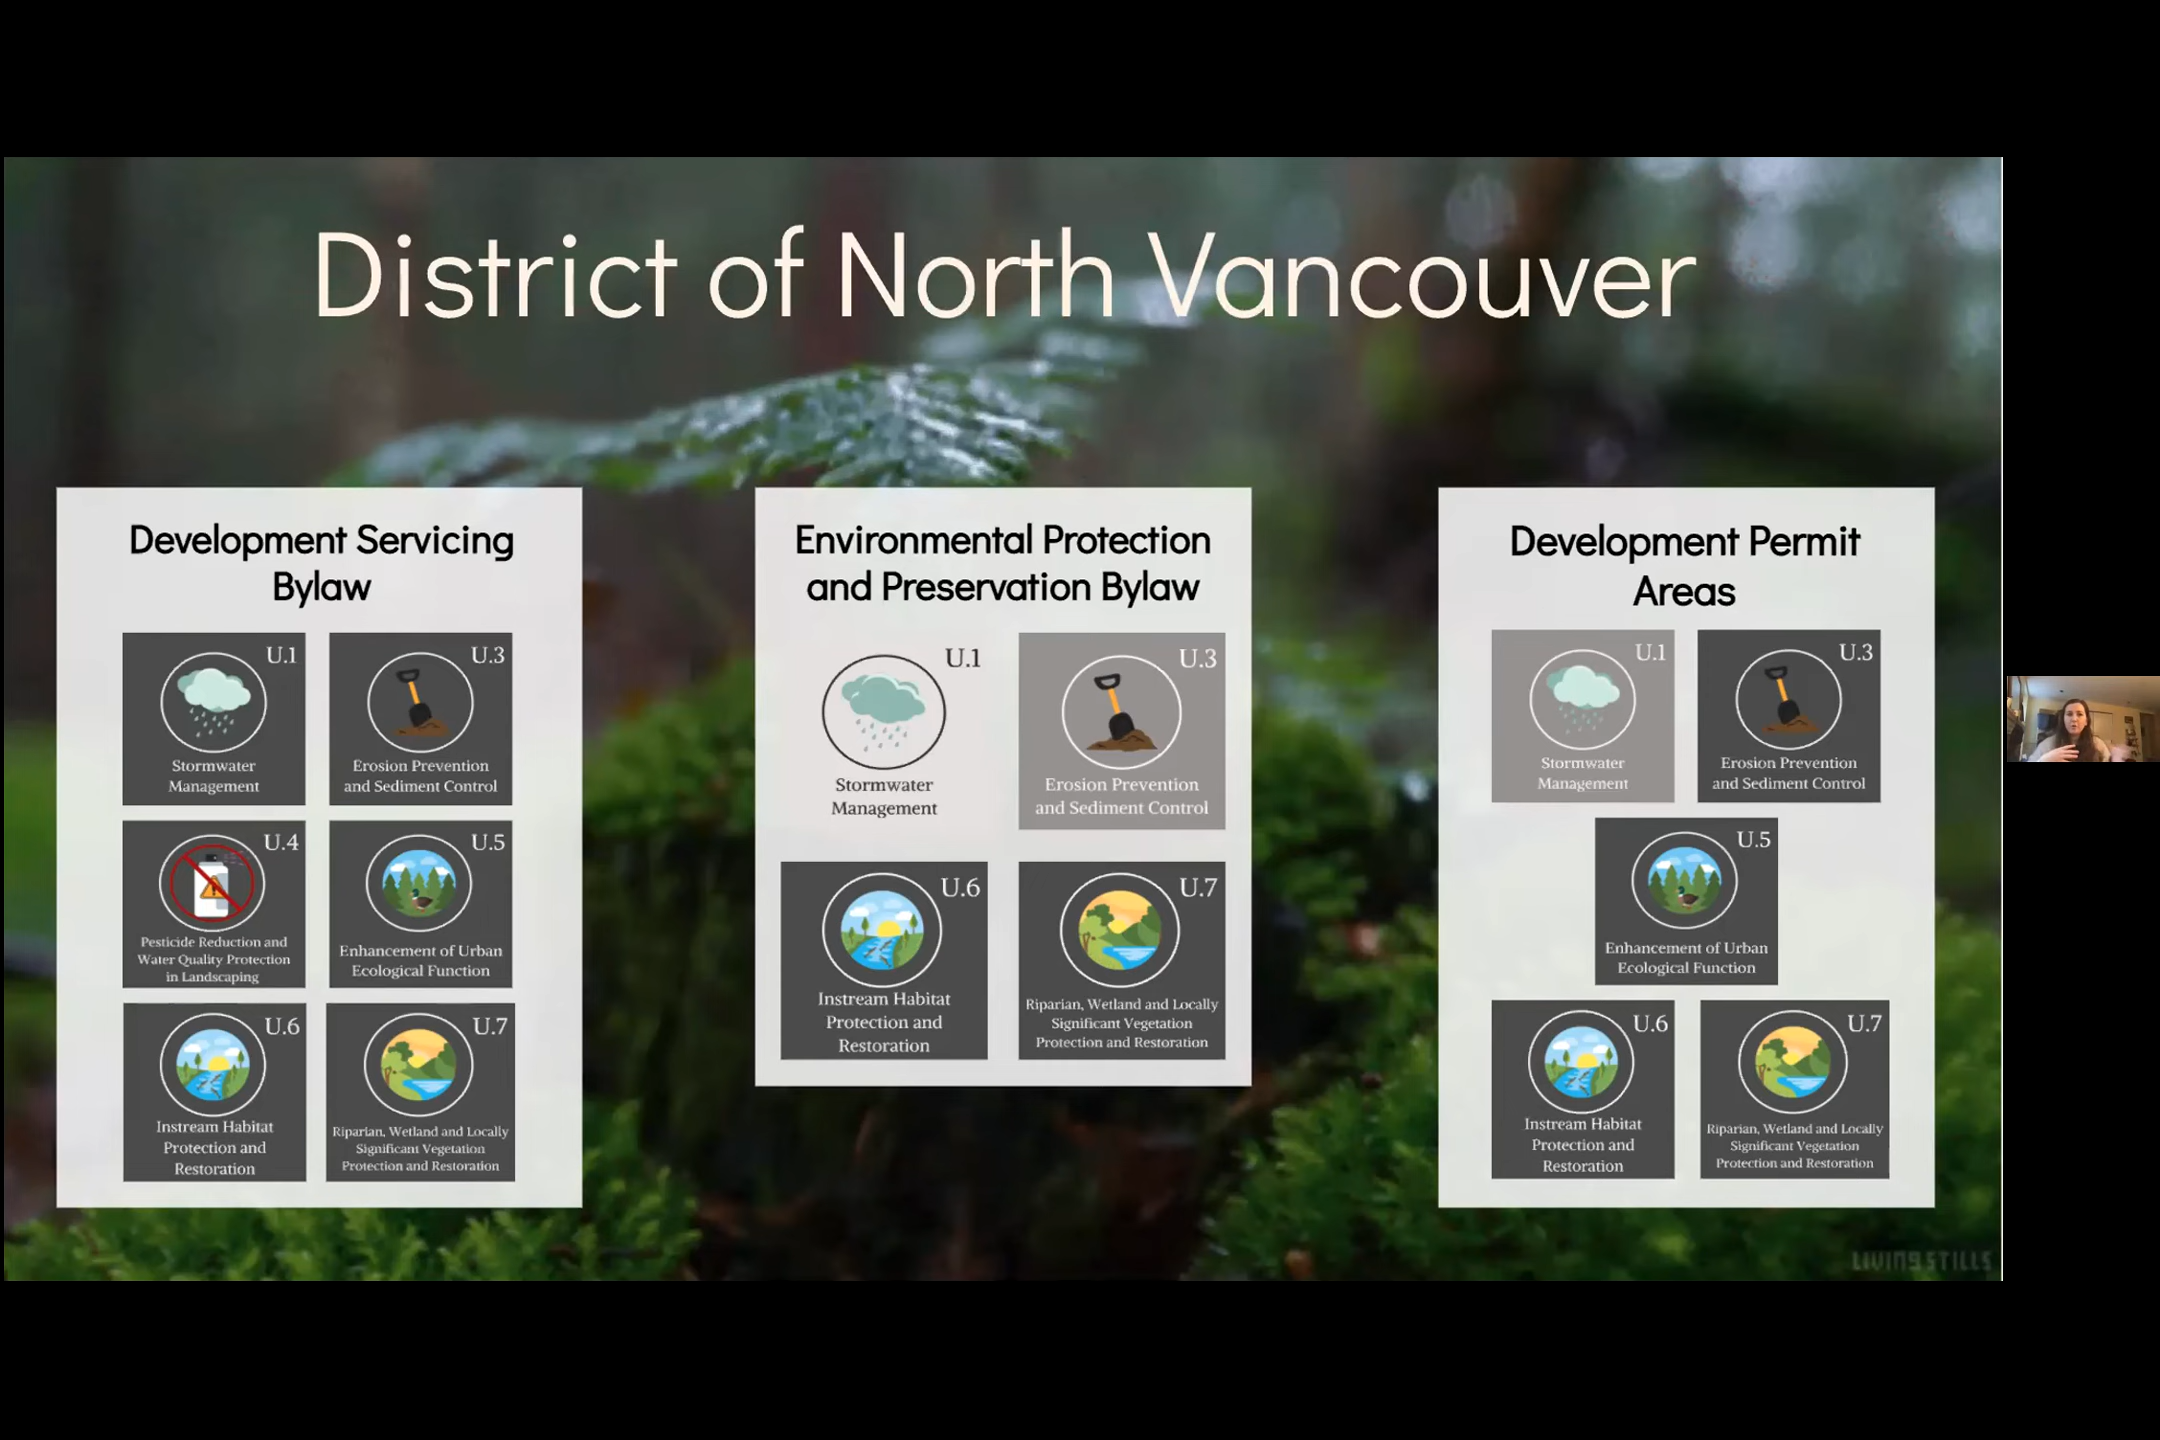 District of North Vancouver
Development Servicing
Bylaw
U.1
Stormwater
Management
U.3
Erosion Prevention
and Sediment Control
U.4
Pesticide Reduction and
Water Quality Protection
in Landscaping
U.5
Enhancement of Urban
Ecological Function
U.6
Instream Habitat
Protection and
Restoration
U.7
Riparian, Wetland and Locally
Significant Vegetation
Protection and Restoration
Environmental Protection
and Preservation Bylaw
U.1
Stormwater
Management
U.3
Erosion Prevention
and Sediment Control
U.6
Instream Habitat
Protection and
Restoration
U.7
Riparian, Wetland and Locally
Significant Vegetation
Protection and Restoration
Development Permit
Areas
U.1
Stormwater
Management
U.3
Erosion Prevention
and Sediment Control
U.5
Enhancement of Urban
Ecological Function
U.6
Instream Habitat
Protection and
Restoration
U.7
Riparian, Wetland and Locally
Significant Vegetation
Protection and Restoration
LIVING STILLS